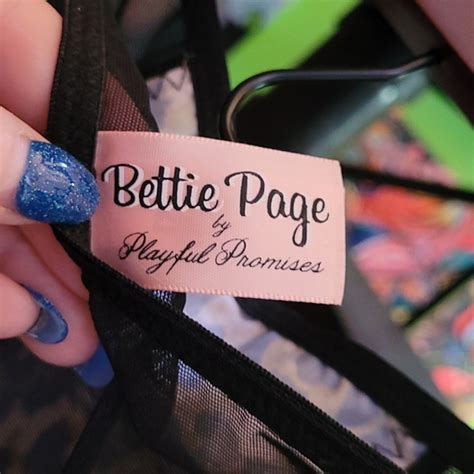 Bettie Page
by
Playful Promises